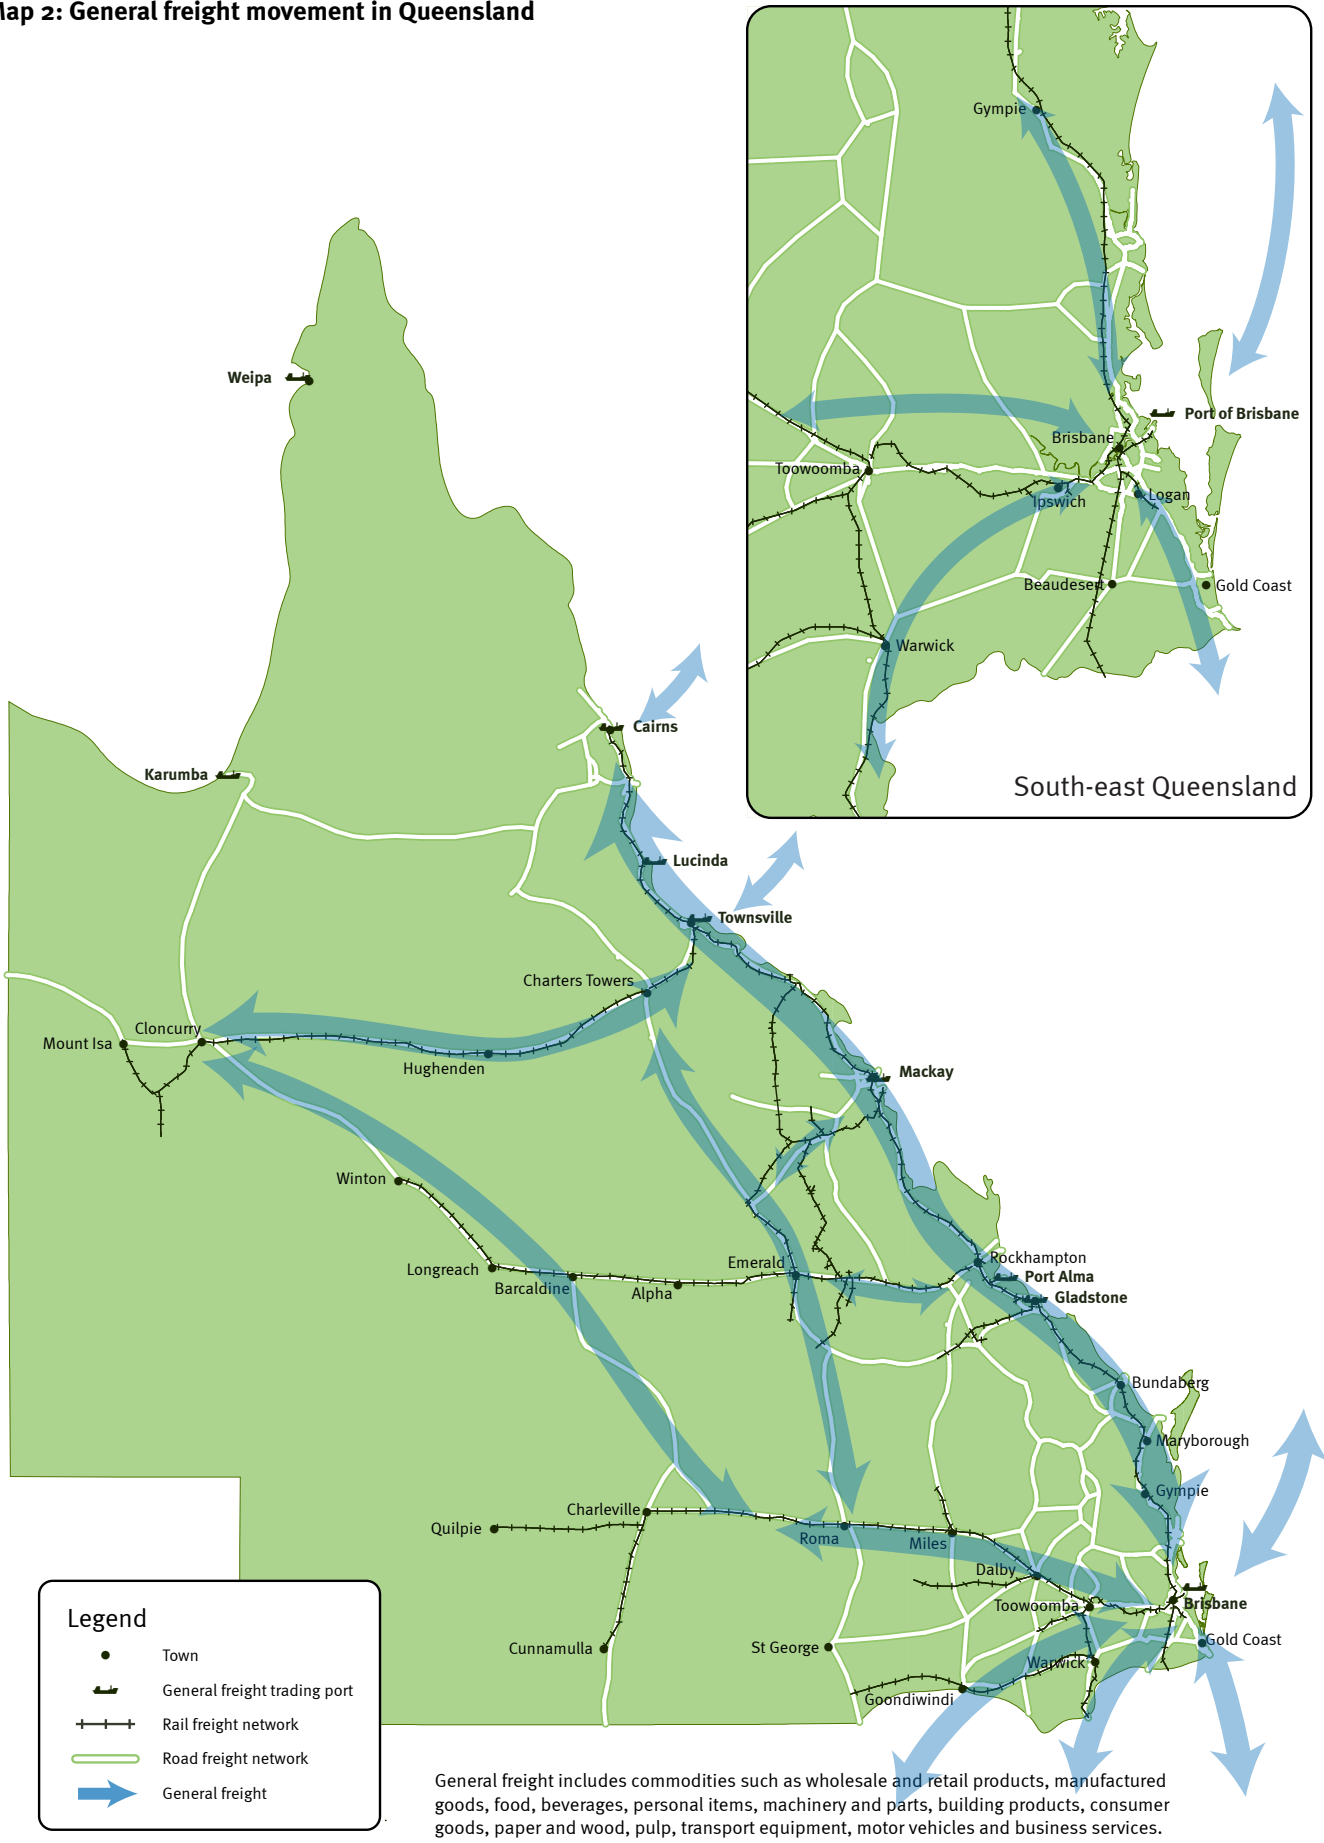 Map 2: General freight movement in Queensland
Gympie
Port of Brisbane
Brisbane
Toowoomba
Ipswich
Logan
Beaudesert
Gold Coast
Warwick
South-east Queensland
Weipa
Cairns
Karumba
Lucinda
Townsville
Charters Towers
Cloncurry
Mount Isa
Hughenden
Mackay
Winton
Rockhampton
Emerald
Longreach
Port Alma
Barcaldine
Alpha
Gladstone
Bundaberg
Maryborough
Gympie
Charleville
Quilpie
Roma
Miles
Dalby
Toowoomba
Brisbane
Gold Coast
Cunnamulla
St George
Warwick
Goondiwindi
Legend
Town
General freight trading port
Rail freight network
Road freight network
General freight
General freight includes commodities such as wholesale and retail products, manufactured
goods, food, beverages, personal items, machinery and parts, building products, consumer
goods, paper and wood, pulp, transport equipment, motor vehicles and business services.